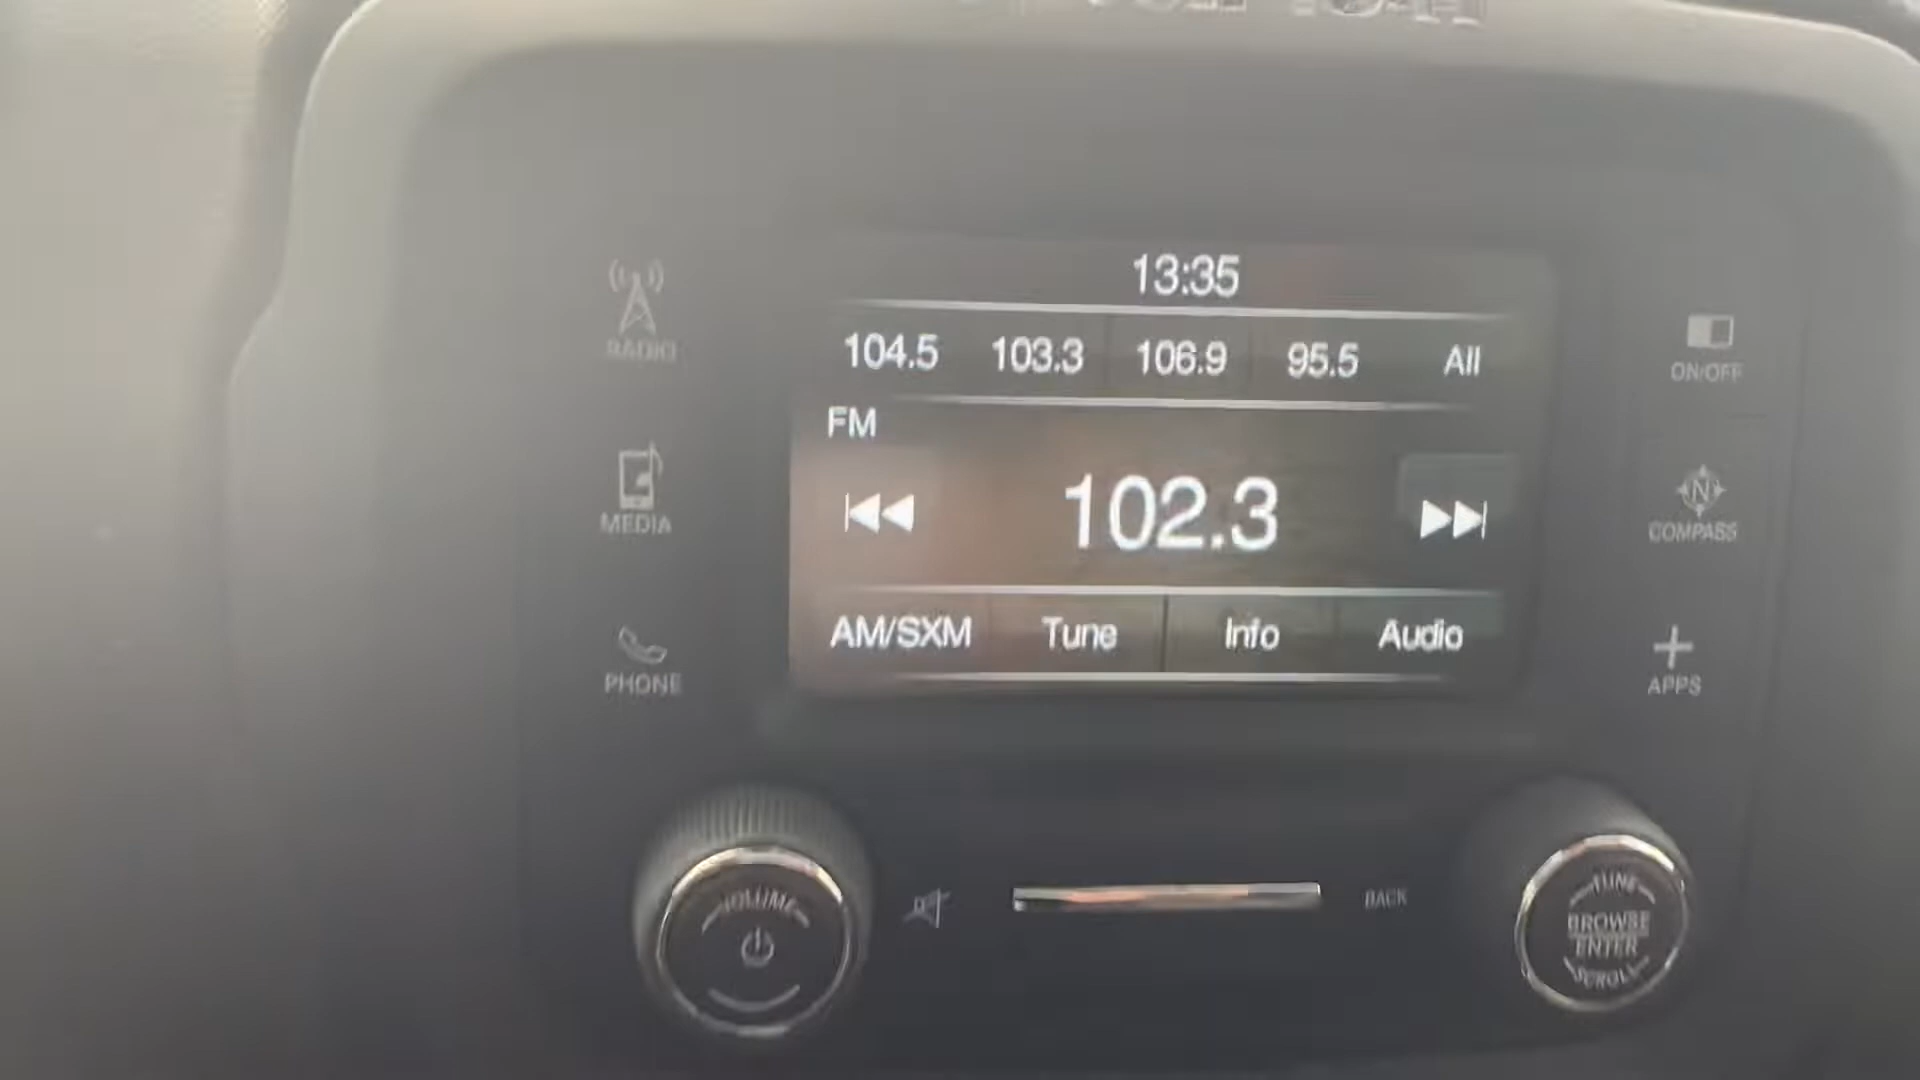 13:35
104.5 103.3 106.9 95.5 All
FM
102.3
AM/SXM Tune Info Audio
RADIO
MEDIA
PHONE
ON/OFF
N
COMPASS
APPS
VOLUME
BACK
TUNE
BROWSE
ENTER
SCROLL